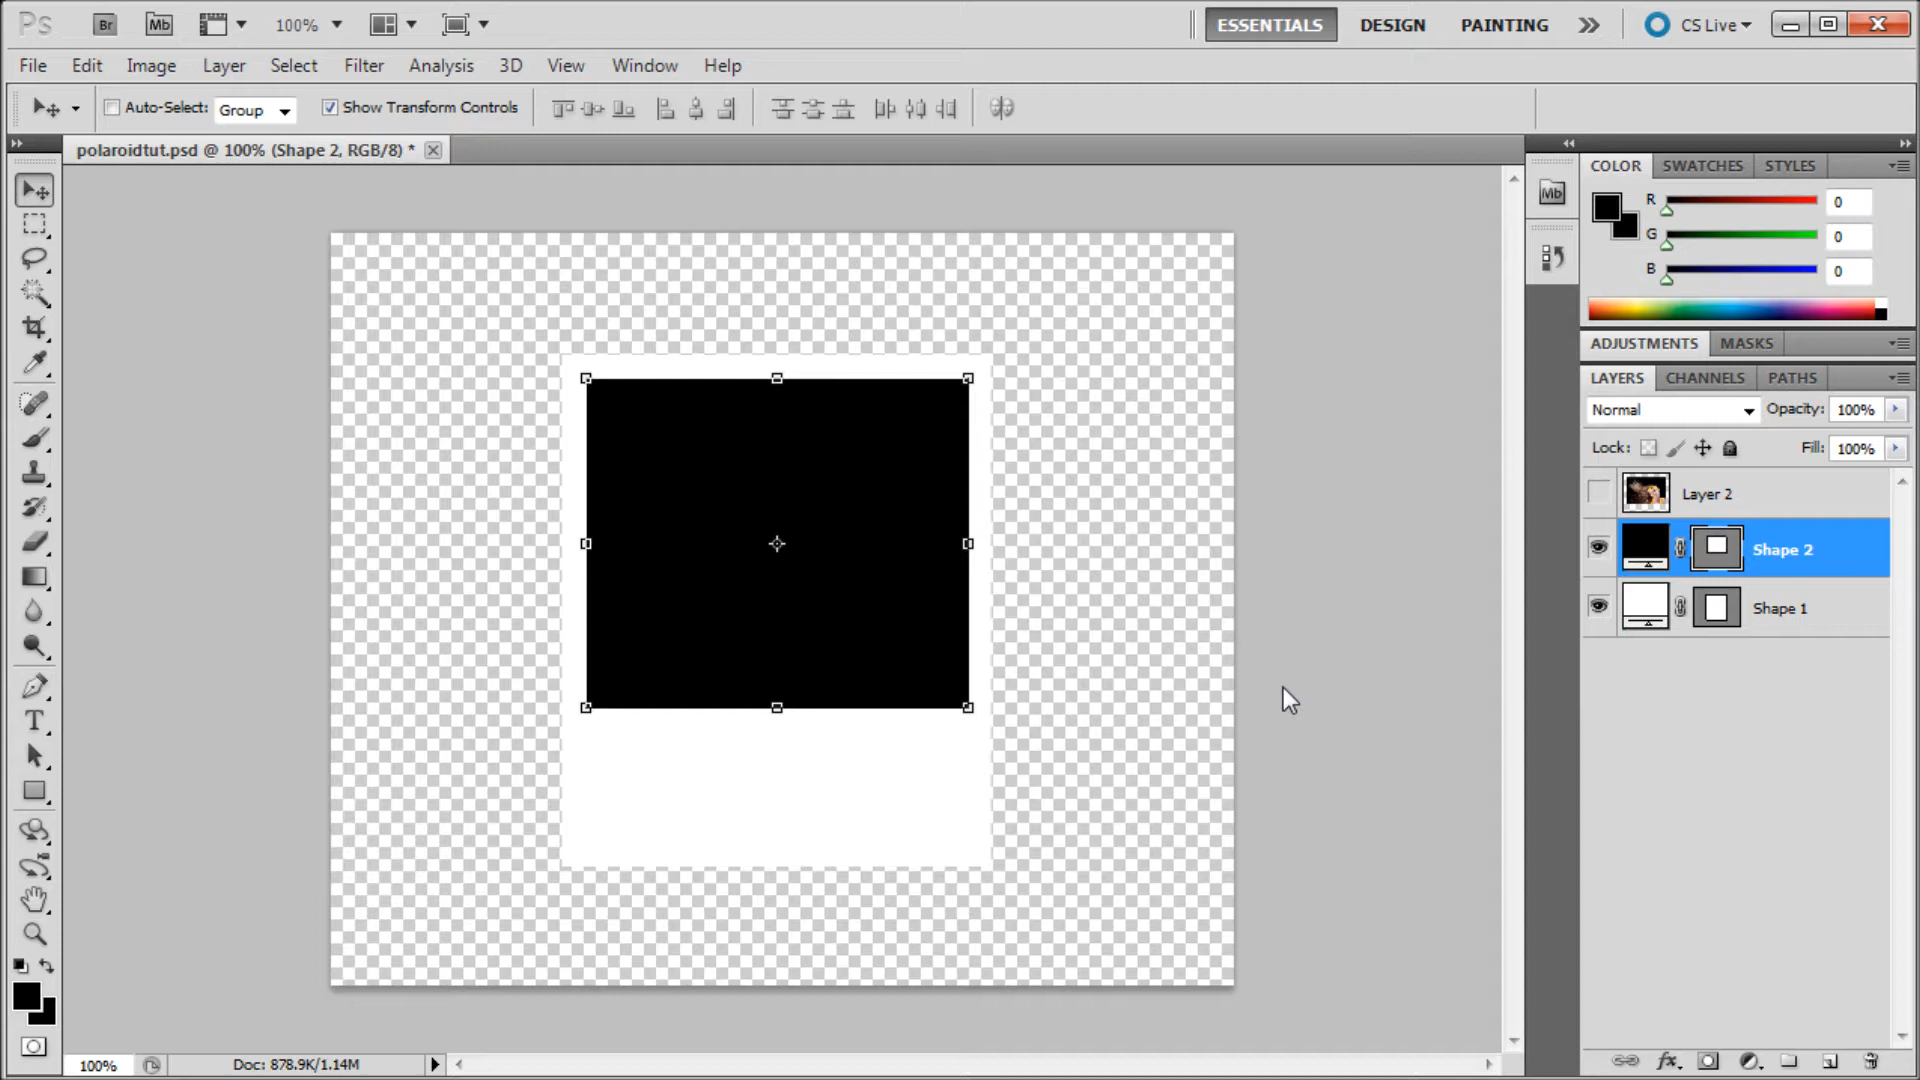 Ps Br Mb 100% ESSENTIALS DESIGN PAINTING CS Live
File Edit Image Layer Select Filter Analysis 3D View Window Help
Auto-Select: Group Show Transform Controls
polaroidtut.psd @ 100% (Shape 2, RGB/8) *
COLOR SWATCHES STYLES
Mb
R 0
G 0
B 0
ADJUSTMENTS MASKS
LAYERS CHANNELS PATHS
Normal Opacity: 100%
Lock: Fill: 100%
Layer 2
Shape 2
Shape 1
T
100% Doc: 878.9K/1.14M
fx